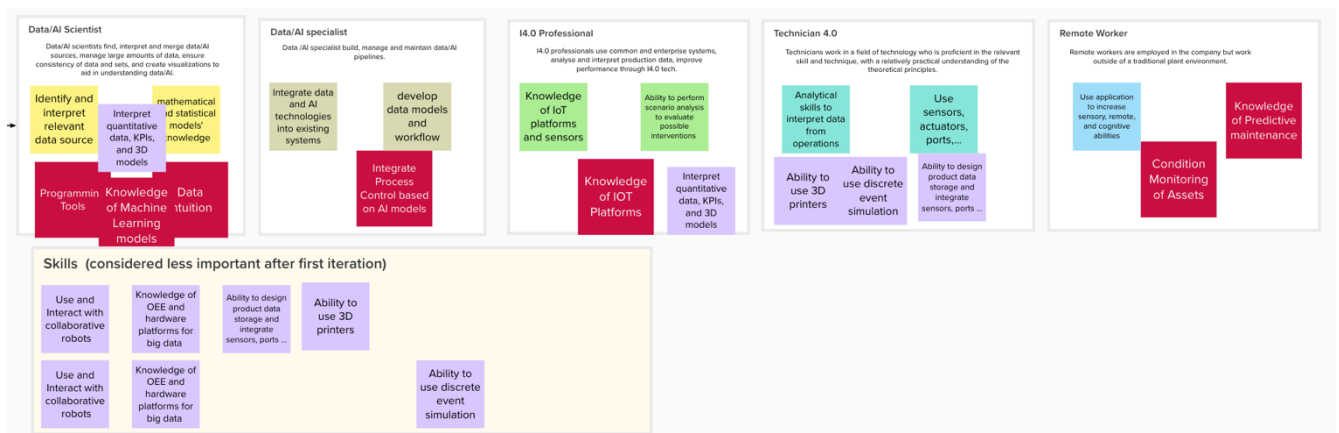 Data/AI Scientist
Data/AI scientists find, interpret and merge data/AI
sources, manage large amounts of data, ensure
consistency of data and sets, and create visualizations to
aid in understanding data/AI.
Identify and
interpret
relevant
data source
Interpret
quantitative
data, KPIs,
and 3D
models
mathematical
and statistical
models'
knowledge
Programmin
Tools
Knowledge
of Machine
Learning
models
Data
ntuition
Data/AI specialist
Data /AI specialist build, manage and maintain data/AI
pipelines.
Integrate data
and AI
technologies
into existing
systems
develop
data models
and
workflow
Integrate
Process
Control based
on AI models
I4.0 Professional
I4.0 professionals use common and enterprise systems,
analyse and interpret production data, improve
performance through I4.0 tech.
Knowledge
of IoT
platforms
and sensors
Ability to perform
scenario analysis
to evaluate
possible
interventions
Knowledge
of IOT
Platforms
Interpret
quantitative
data, KPIs,
and 3D
models
Technician 4.0
Technicians work in a field of technology who is proficient in the relevant
skill and technique, with a relatively practical understanding of the
theoretical principles.
Analytical
skills to
interpret data
from
operations
Use
sensors,
actuators,
ports,...
Ability to
use 3D
printers
Ability to
use discrete
event
simulation
Ability to design
product data
storage and
integrate
sensors, ports ...
Remote Worker
Remote workers are employed in the company but work
outside of a traditional plant environment.
Use application
to increase
sensory, remote,
and cognitive
abilities
Condition
Monitoring
of Assets
Knowledge
of Predictive
maintenance
Skills (considered less important after first iteration)
Use and
Interact with
collaborative
robots
Knowledge of
OEE and
hardware
platforms for
big data
Ability to design
product data
storage and
integrate
sensors, ports ...
Ability to
use 3D
printers
Use and
Interact with
collaborative
robots
Knowledge of
OEE and
hardware
platforms for
big data
Ability to
use discrete
event
simulation